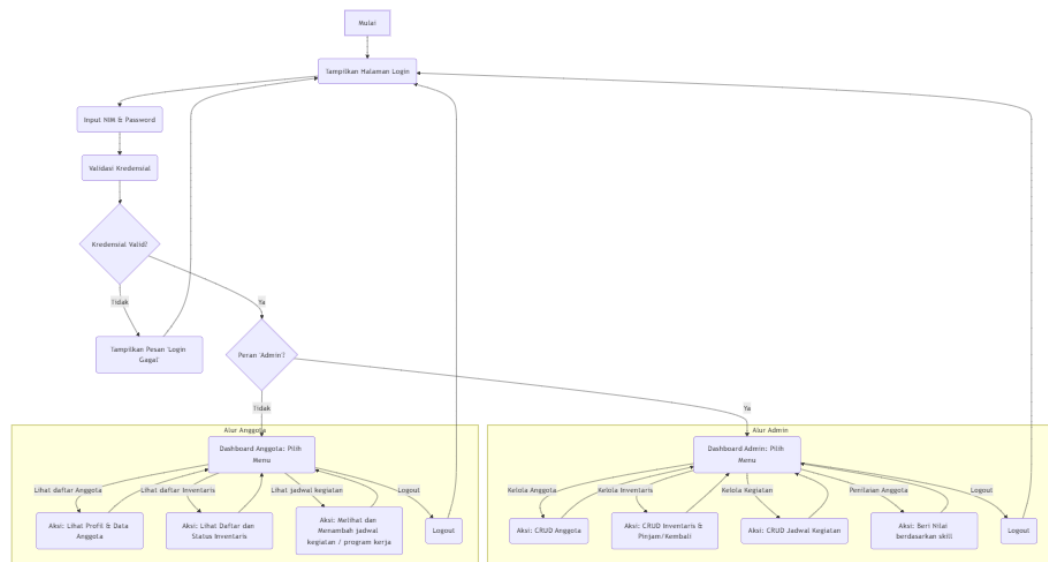 Mulai
Tampilkan Halaman Login
Input NIM & Password
Validasi Kredensial
Kredensial Valid?
Tidak
Ya
Tampilkan Pesan 'Login
Gagal'
Peran 'Admin'?
Tidak
Ya
Alur Anggota
Dashboard Anggota: Pilih
Menu
Lihat daftar Anggota
Lihat daftar Inventaris
Lihat jadwal kegiatan
Logout
Aksi: Lihat Profil & Data
Anggota
Aksi: Lihat Daftar dan
Status Inventaris
Aksi: Melihat dan
Menambah jadwal
kegiatan / program kerja
Logout
Alur Admin
Dashboard Admin: Pilih
Menu
Kelola Anggota
Kelola Inventaris
Kelola Kegiatan
Penilaian Anggota
Logout
Aksi: CRUD Anggota
Aksi: CRUD Inventaris &
Pinjam/Kembali
Aksi: CRUD Jadwal Kegiatan
Aksi: Beri Nilai
berdasarkan skill
Logout